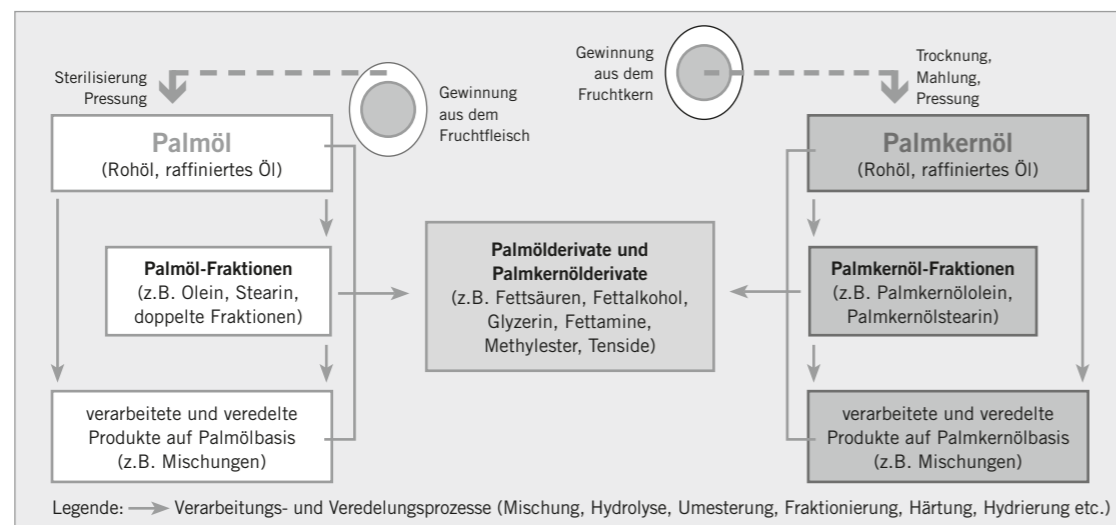 Sterilisierung
Pressung
Gewinnung
aus dem
Fruchtfleisch
Gewinnung
aus dem
Fruchtkern
Trocknung,
Mahlung,
Pressung
Palmöl
(Rohöl, raffiniertes Öl)
Palmkernöl
(Rohöl, raffiniertes Öl)
Palmöl-Fraktionen
(z.B. Olein, Stearin,
doppelte Fraktionen)
Palmölderivate und
Palmkernölderivate
(z.B. Fettsäuren, Fettalkohol,
Glyzerin, Fettamine,
Methylester, Tenside)
Palmkernöl-Fraktionen
(z.B. Palmkernölolein,
Palmkernölstearin)
verarbeitete und veredelte
Produkte auf Palmölbasis
(z.B. Mischungen)
verarbeitete und veredelte
Produkte auf Palmkernölbasis
(z.B. Mischungen)
Legende: → Verarbeitungs- und Veredelungsprozesse (Mischung, Hydrolyse, Umesterung, Fraktionierung, Härtung, Hydrierung etc.)